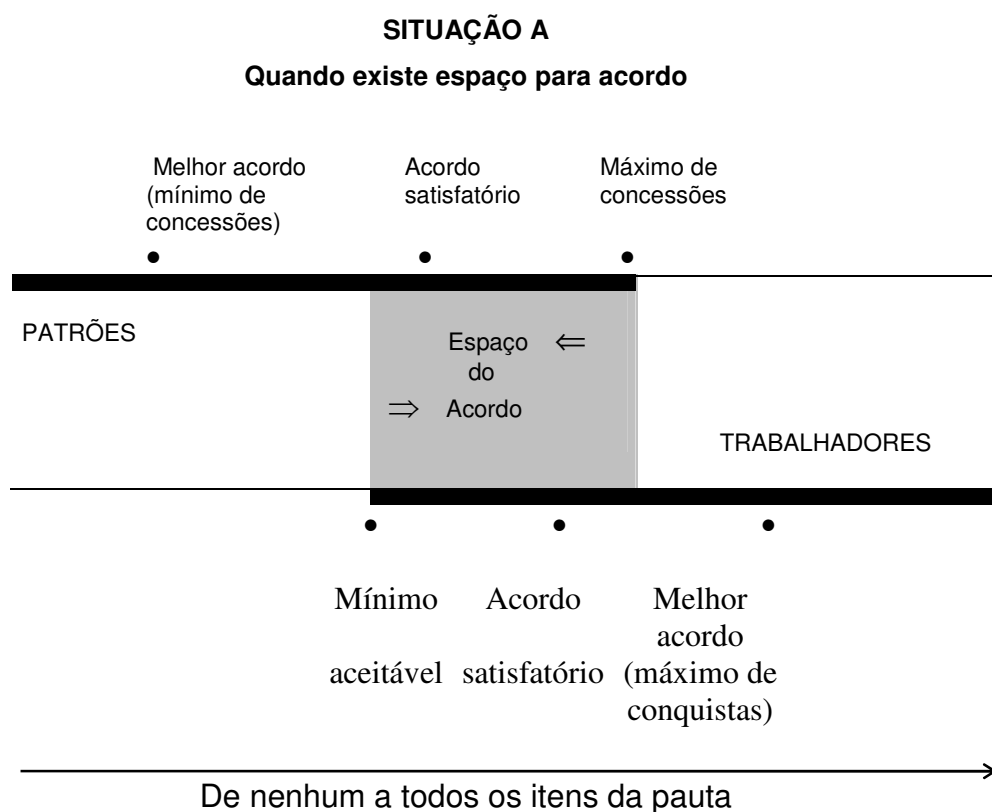 SITUAÇÃO A
Quando existe espaço para acordo
Melhor acordo
(mínimo de
concessões)
Acordo
satisfatório
Máximo de
concessões
PATRÕES
Espaço ⇐
do
⇒ Acordo
TRABALHADORES
Mínimo
aceitável
Acordo
satisfatório
Melhor
acordo
(máximo de
conquistas)
De nenhum a todos os itens da pauta